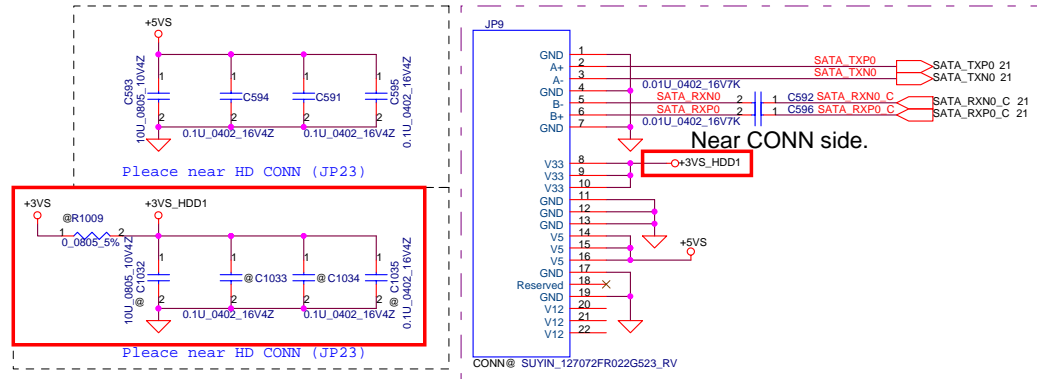 +5VS
1
2
C593
10U_0805_10V4Z
1
2
C594
0.1U_0402_16V4Z
1
2
C591
0.1U_0402_16V4Z
1
2
C595
0.1U_0402_16V4Z
Pleace near HD CONN (JP23)
+3VS
@R1009
1
2
0_0805_5%
+3VS_HDD1
1
2
@ C1032
10U_0805_10V4Z
1
2
@C1033
0.1U_0402_16V4Z
1
2
@C1034
0.1U_0402_16V4Z
1
2
@ C1035
0.1U_0402_16V4Z
Pleace near HD CONN (JP23)
JP9
GND 1
A+ 2 SATA_TXP0 SATA_TXP0 21
A- 3 SATA_TXN0 SATA_TXN0 21
GND 4 0.01U_0402_16V7K
B- 5 SATA_RXN0 2 1 C592 SATA_RXN0_C SATA_RXN0_C 21
B+ 6 SATA_RXP0 2 1 C596 SATA_RXP0_C SATA_RXP0_C 21
GND 7 0.01U_0402_16V7K
Near CONN side.
V33 8 +3VS_HDD1
V33 9
V33 10
GND 11
GND 12
GND 13
V5 14
V5 15
V5 16 +5VS
GND 17
Reserved 18
GND 19
V12 20
V12 21
V12 22
CONN@ SUYIN_127072FR022G523_RV